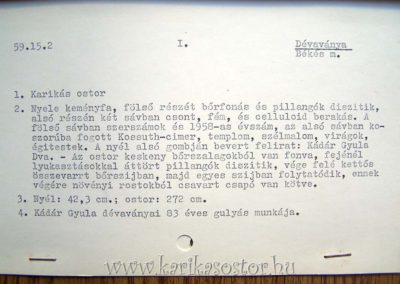 59.15.2 I. Dévaványa
Békés m.
1. Karikás ostor
2. Nyele keményfa, fölső részét bőrfonás és pillangók diszitik,
alsó részén két sávban csont, fém, és celluloid berakás. A
fölső sávban szerszámok és 1958-as évszám, az alsó sávban ko-
szorúba fogott Kossuth-cimer, templom, szélmalom, virágok,
égitestek. A nyél alsó gombján bevert felirat: Kádár Gyula
Dva. - Az ostor keskeny bőrszalagokból van fonva, fejénél
lyukasztásokkal áttört pillangók diszitik, vége felé kettős
összevarrt bőrszijban, majd egyes szijban folytatódik, ennek
végére növényi rostokból csavart csapó van kötve.
3. Nyél: 42,3 cm.; ostor: 272 cm.
4. Kádár Gyula dévaványai 83 éves gulyás munkája.
www.karikasostor.hu